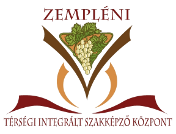 ZEMPLÉNI
TÉRSÉGI INTEGRÁLT SZAKKÉPZŐ KÖZPONT